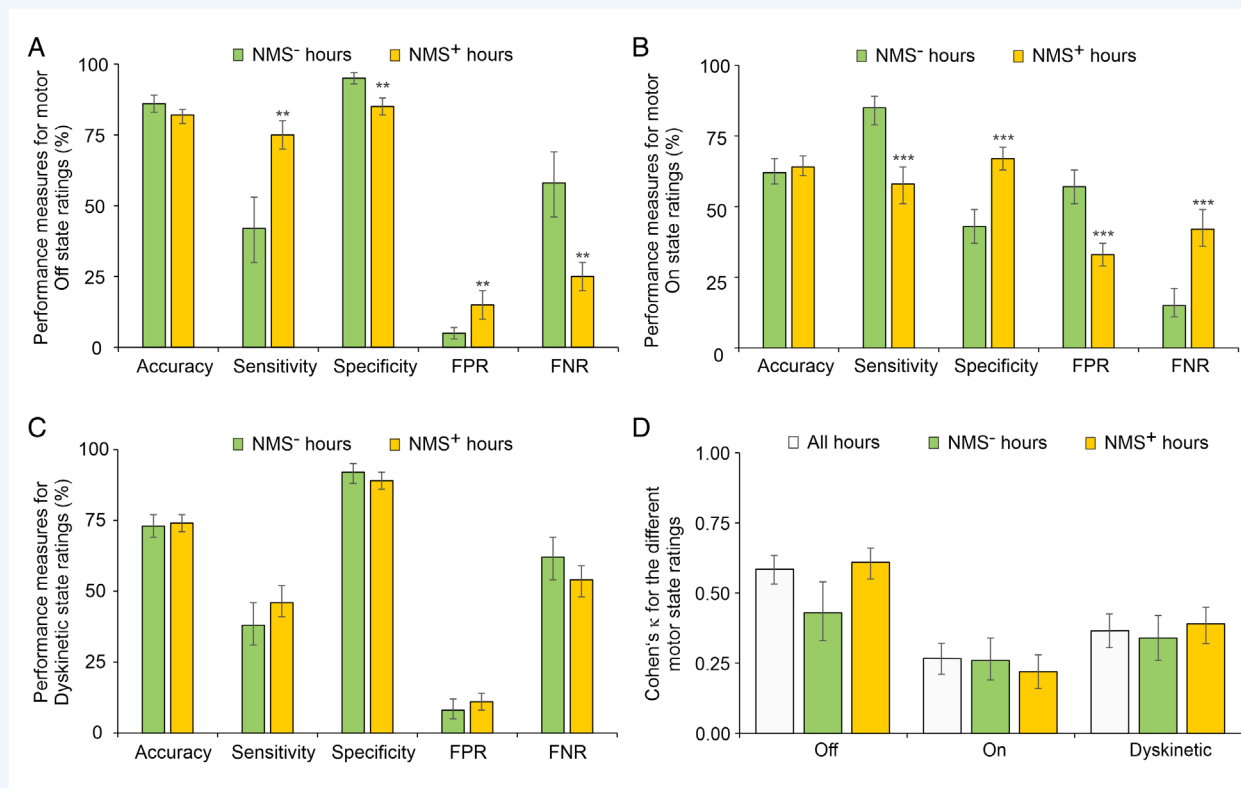 A
NMS⁻ hours NMS⁺ hours
Performance measures for motor
Off state ratings (%)
100
75
50
25
0
**
**
**
**
Accuracy Sensitivity Specificity FPR FNR
B
NMS⁻ hours NMS⁺ hours
Performance measures for motor
On state ratings (%)
100
75
50
25
0
***
***
***
***
Accuracy Sensitivity Specificity FPR FNR
C
NMS⁻ hours NMS⁺ hours
Performance measures for
Dyskinetic state ratings (%)
100
75
50
25
0
Accuracy Sensitivity Specificity FPR FNR
D
All hours NMS⁻ hours NMS⁺ hours
Cohen's κ for the different
motor state ratings
1.00
0.75
0.50
0.25
0.00
Off On Dyskinetic